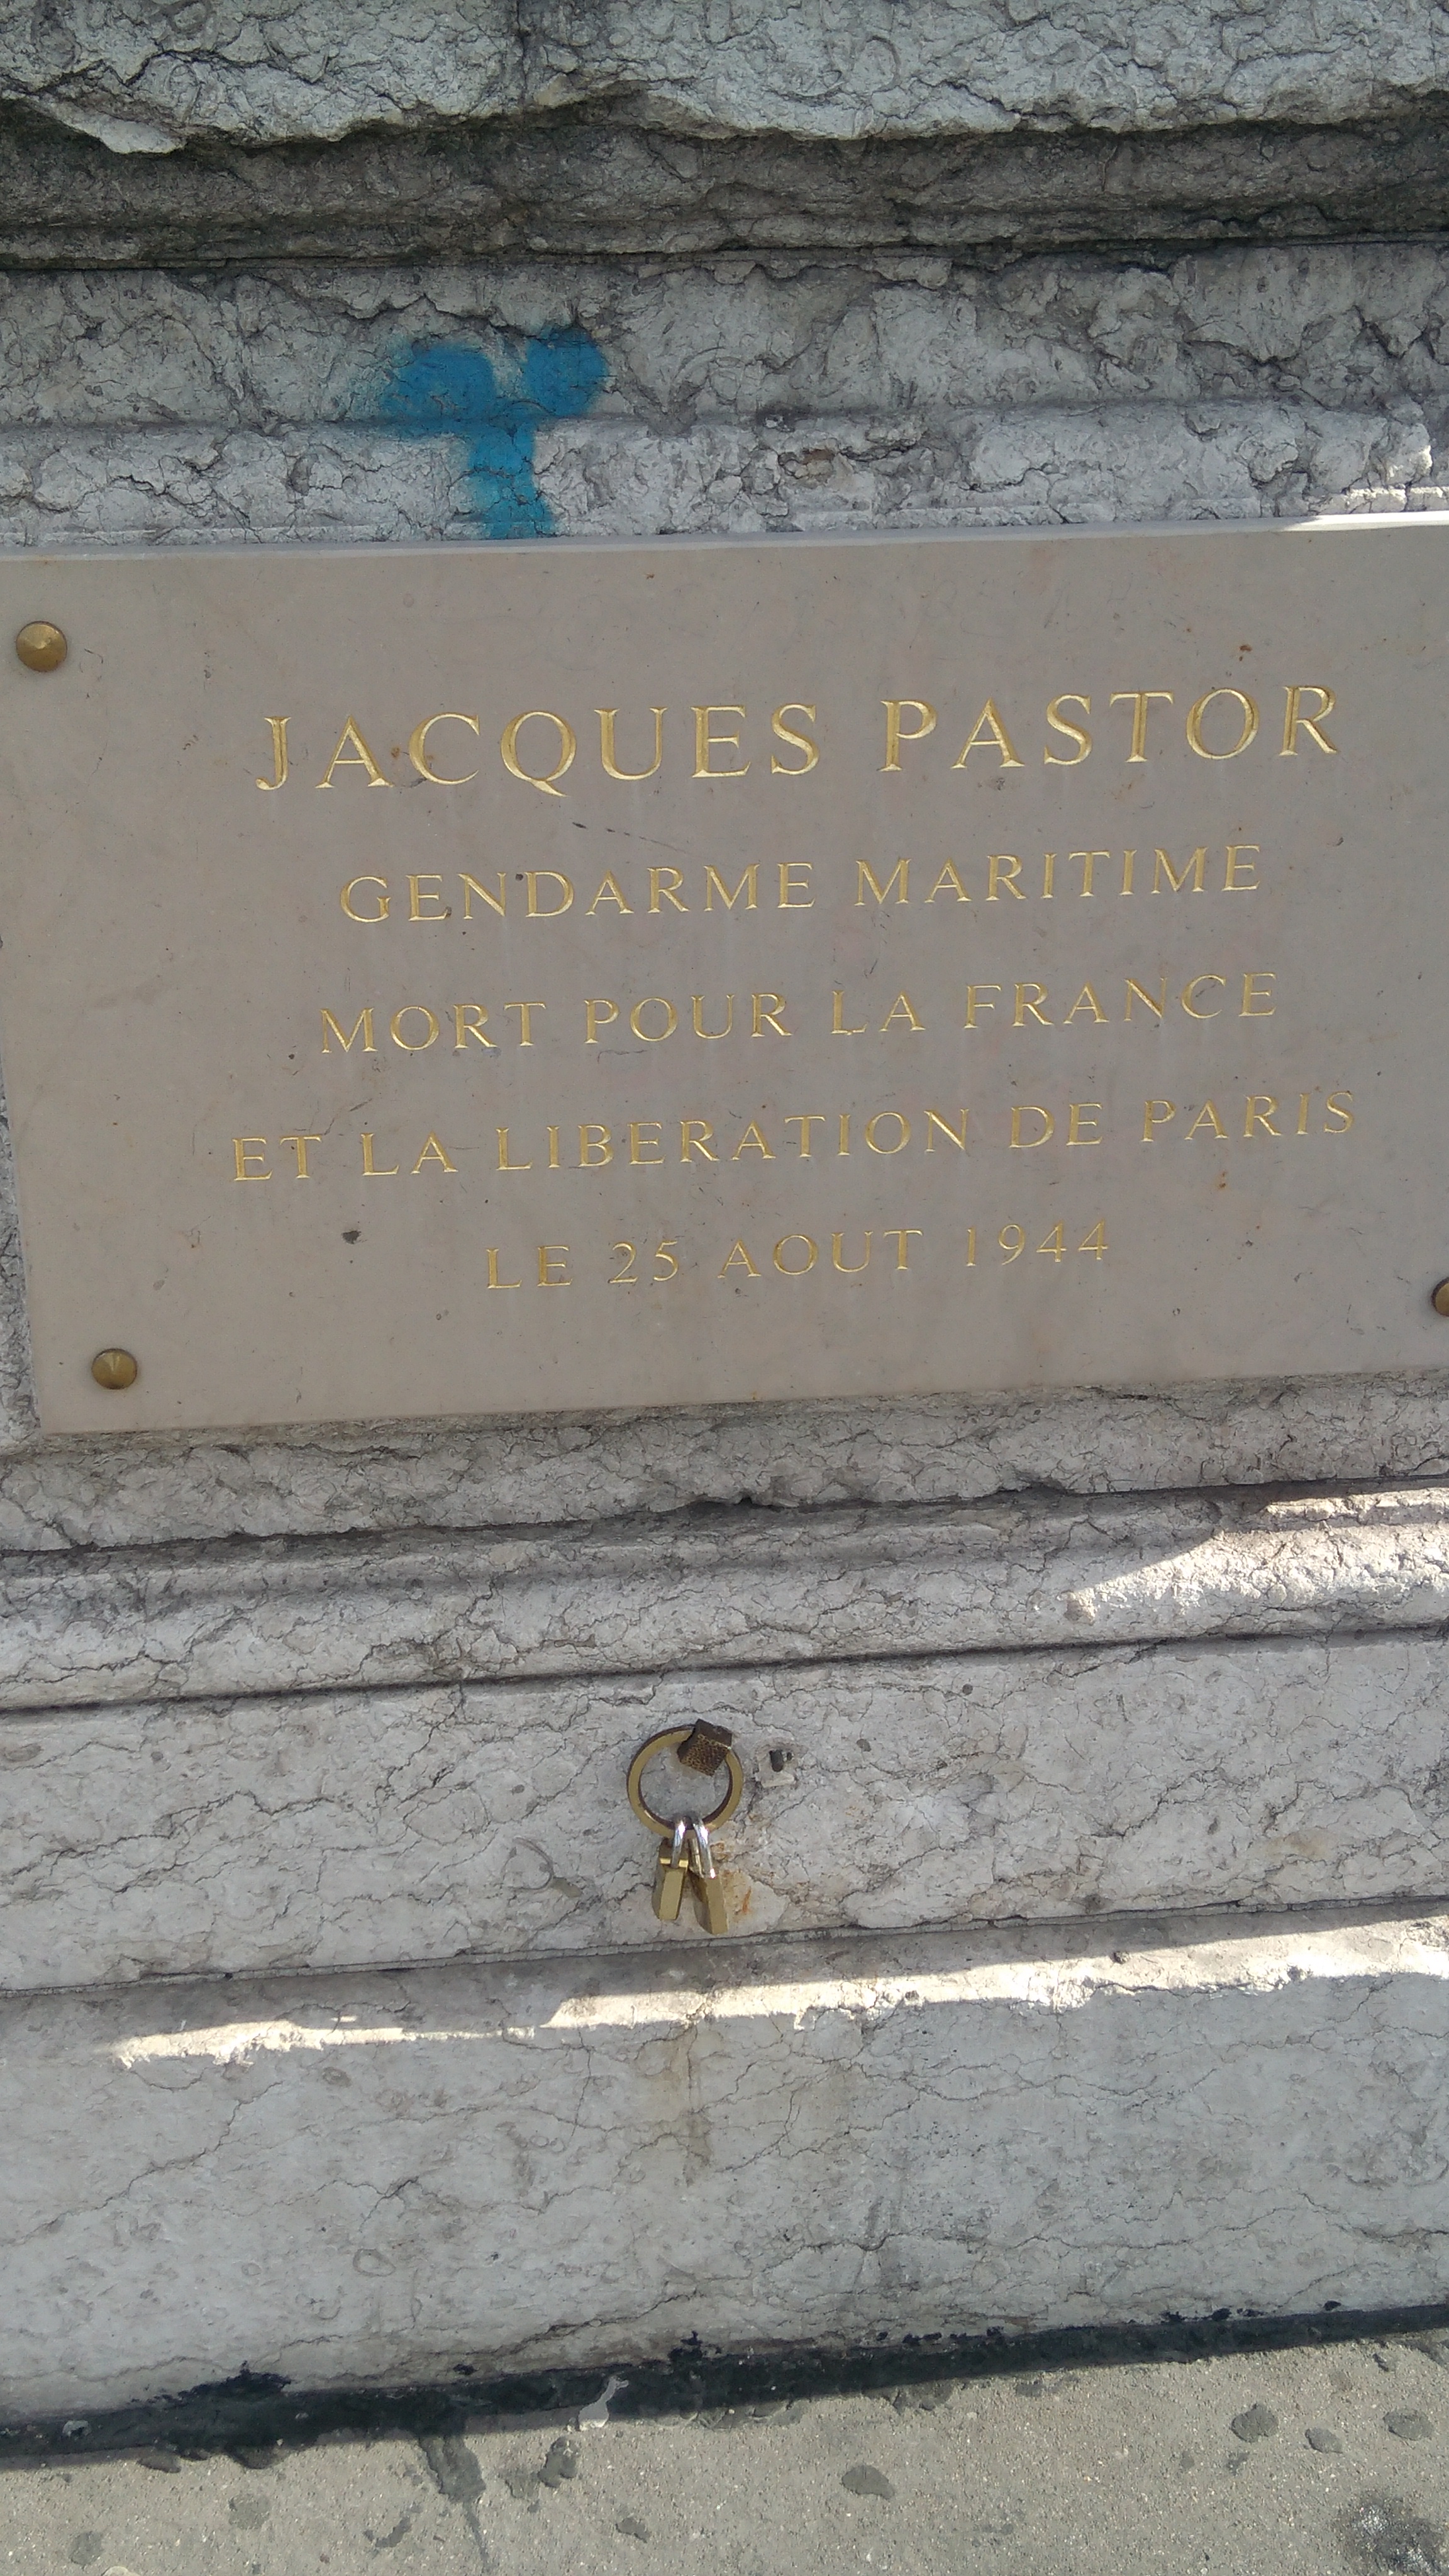 JACQUES PASTOR
GENDARME MARITIME
MORT POUR LA FRANCE
ET LA LIBERATION DE PARIS
LE 25 AOUT 1944